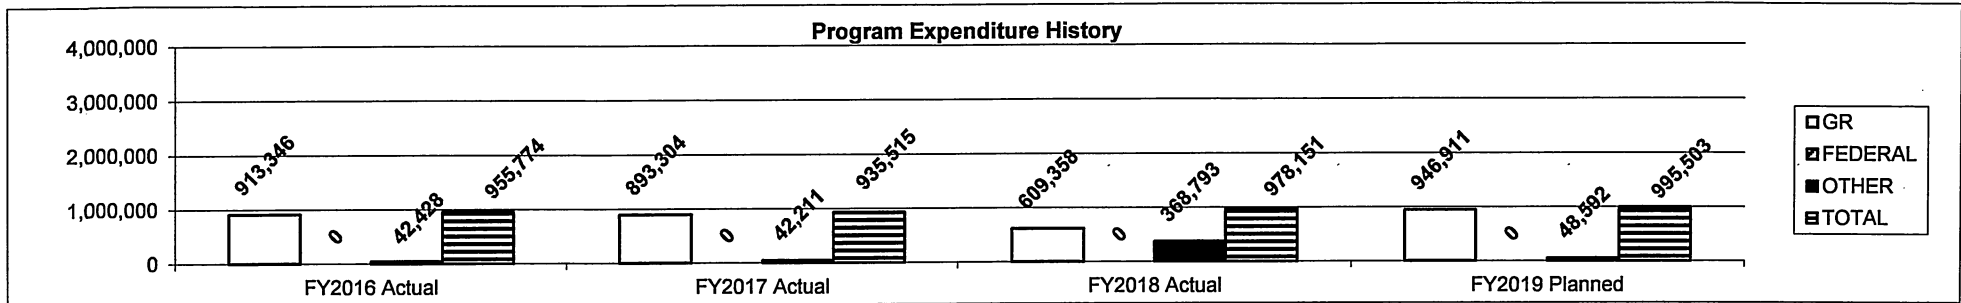 Program Expenditure History
4,000,000
3,000,000
2,000,000
1,000,000
0
913,346
0
42,428
955,774
893,304
0
42,211
935,515
609,358
0
368,793
978,151
946,911
0
48,592
995,503
FY2016 Actual
FY2017 Actual
FY2018 Actual
FY2019 Planned
GR
FEDERAL
OTHER
TOTAL